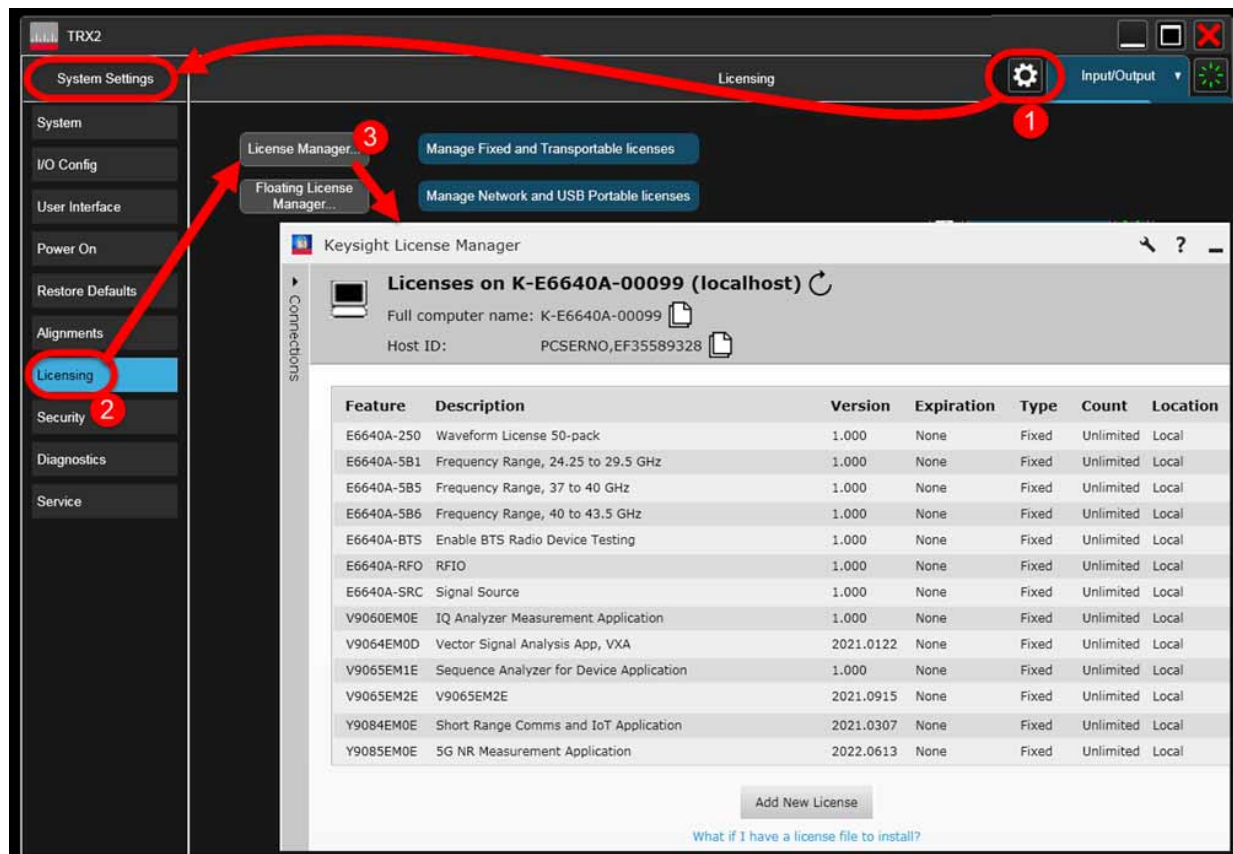 TRX2
System Settings
Licensing
Input/Output
1
System
I/O Config
User Interface
Power On
Restore Defaults
Alignments
Licensing
2
Security
Diagnostics
Service
License Manager...
3
Manage Fixed and Transportable licenses
Floating License
Manager...
Manage Network and USB Portable licenses
Keysight License Manager
?
Connections
Licenses on K-E6640A-00099 (localhost)
Full computer name: K-E6640A-00099
Host ID: PCSERNO,EF35589328
Feature Description Version Expiration Type Count Location
E6640A-250 Waveform License 50-pack 1.000 None Fixed Unlimited Local
E6640A-5B1 Frequency Range, 24.25 to 29.5 GHz 1.000 None Fixed Unlimited Local
E6640A-5B5 Frequency Range, 37 to 40 GHz 1.000 None Fixed Unlimited Local
E6640A-5B6 Frequency Range, 40 to 43.5 GHz 1.000 None Fixed Unlimited Local
E6640A-BTS Enable BTS Radio Device Testing 1.000 None Fixed Unlimited Local
E6640A-RFO RFIO 1.000 None Fixed Unlimited Local
E6640A-SRC Signal Source 1.000 None Fixed Unlimited Local
V9060EM0E IQ Analyzer Measurement Application 1.000 None Fixed Unlimited Local
V9064EM0D Vector Signal Analysis App, VXA 2021.0122 None Fixed Unlimited Local
V9065EM1E Sequence Analyzer for Device Application 1.000 None Fixed Unlimited Local
V9065EM2E V9065EM2E 2021.0915 None Fixed Unlimited Local
Y9084EM0E Short Range Comms and IoT Application 2021.0307 None Fixed Unlimited Local
Y9085EM0E 5G NR Measurement Application 2022.0613 None Fixed Unlimited Local
Add New License
What if I have a license file to install?